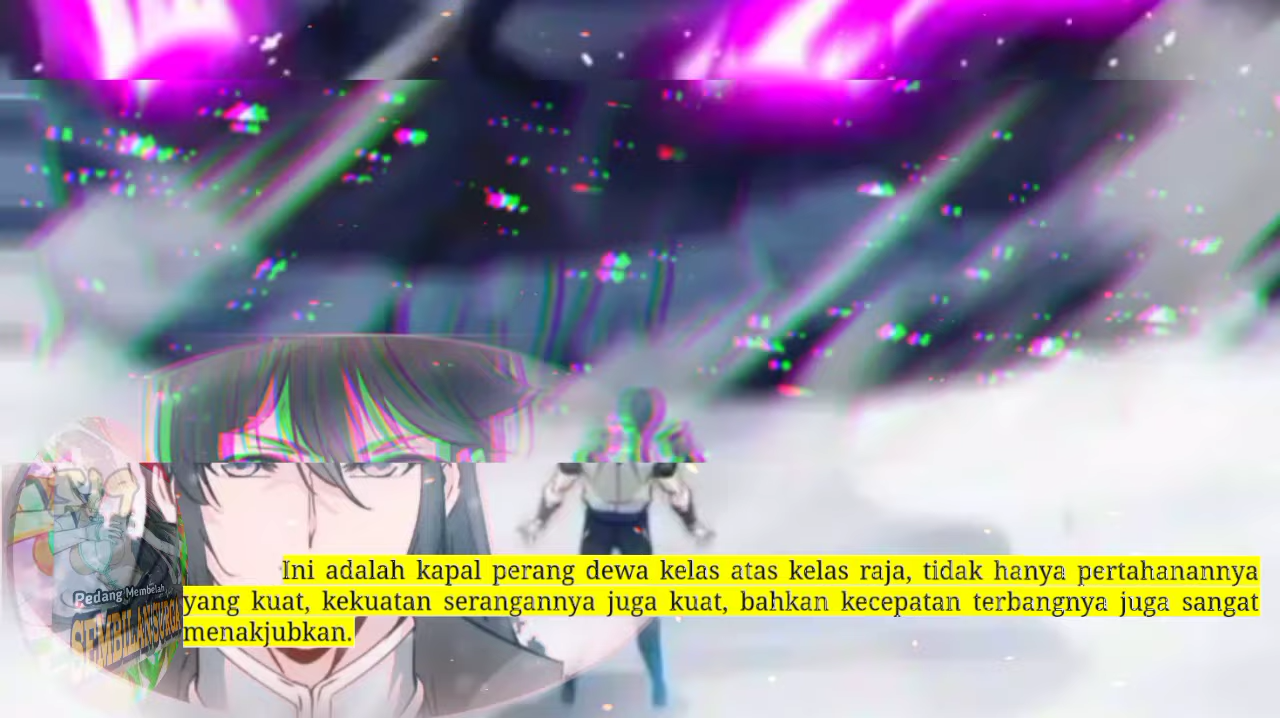 Ini adalah kapal perang dewa kelas atas kelas raja, tidak hanya pertahanannya
yang kuat, kekuatan serangannya juga kuat, bahkan kecepatan terbangnya juga sangat
menakjubkan.
Pedang Membelah
SEMBILAN SURGA